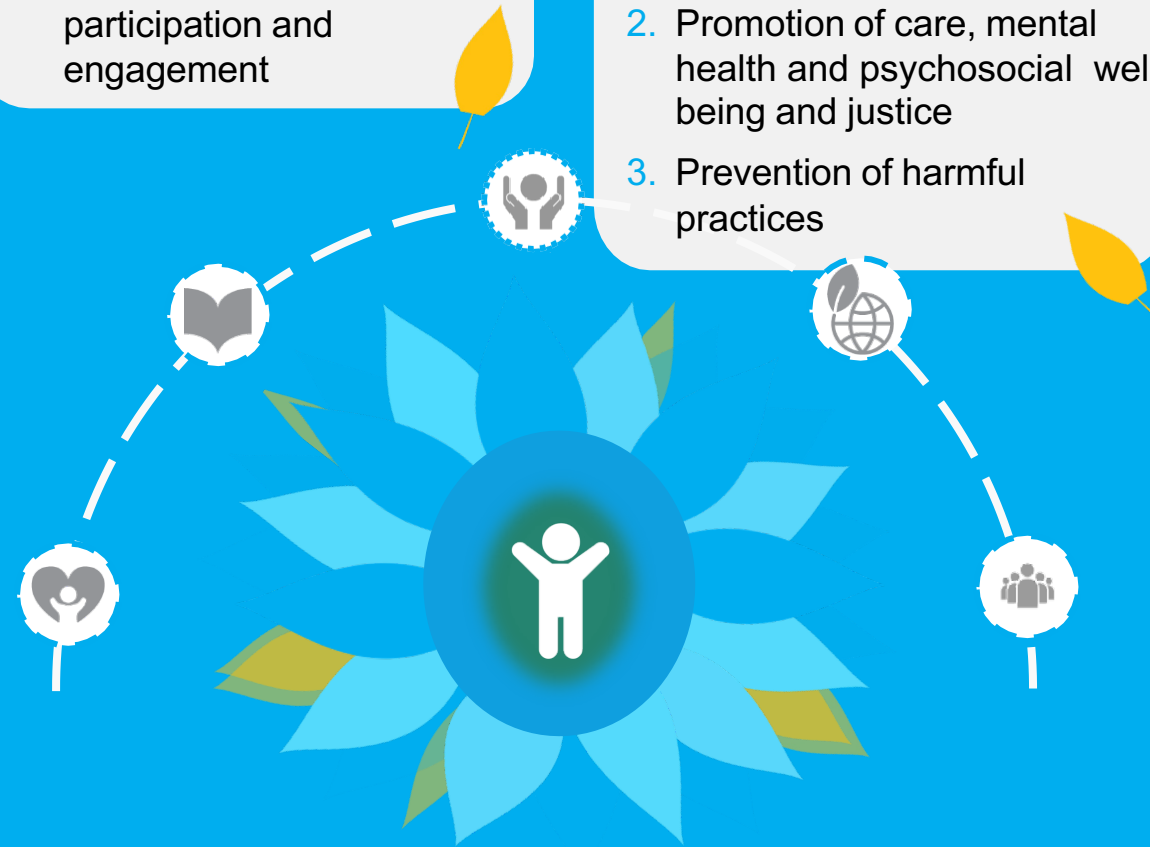 participation and
engagement
2. Promotion of care, mental
health and psychosocial wel
being and justice
3. Prevention of harmful
practices